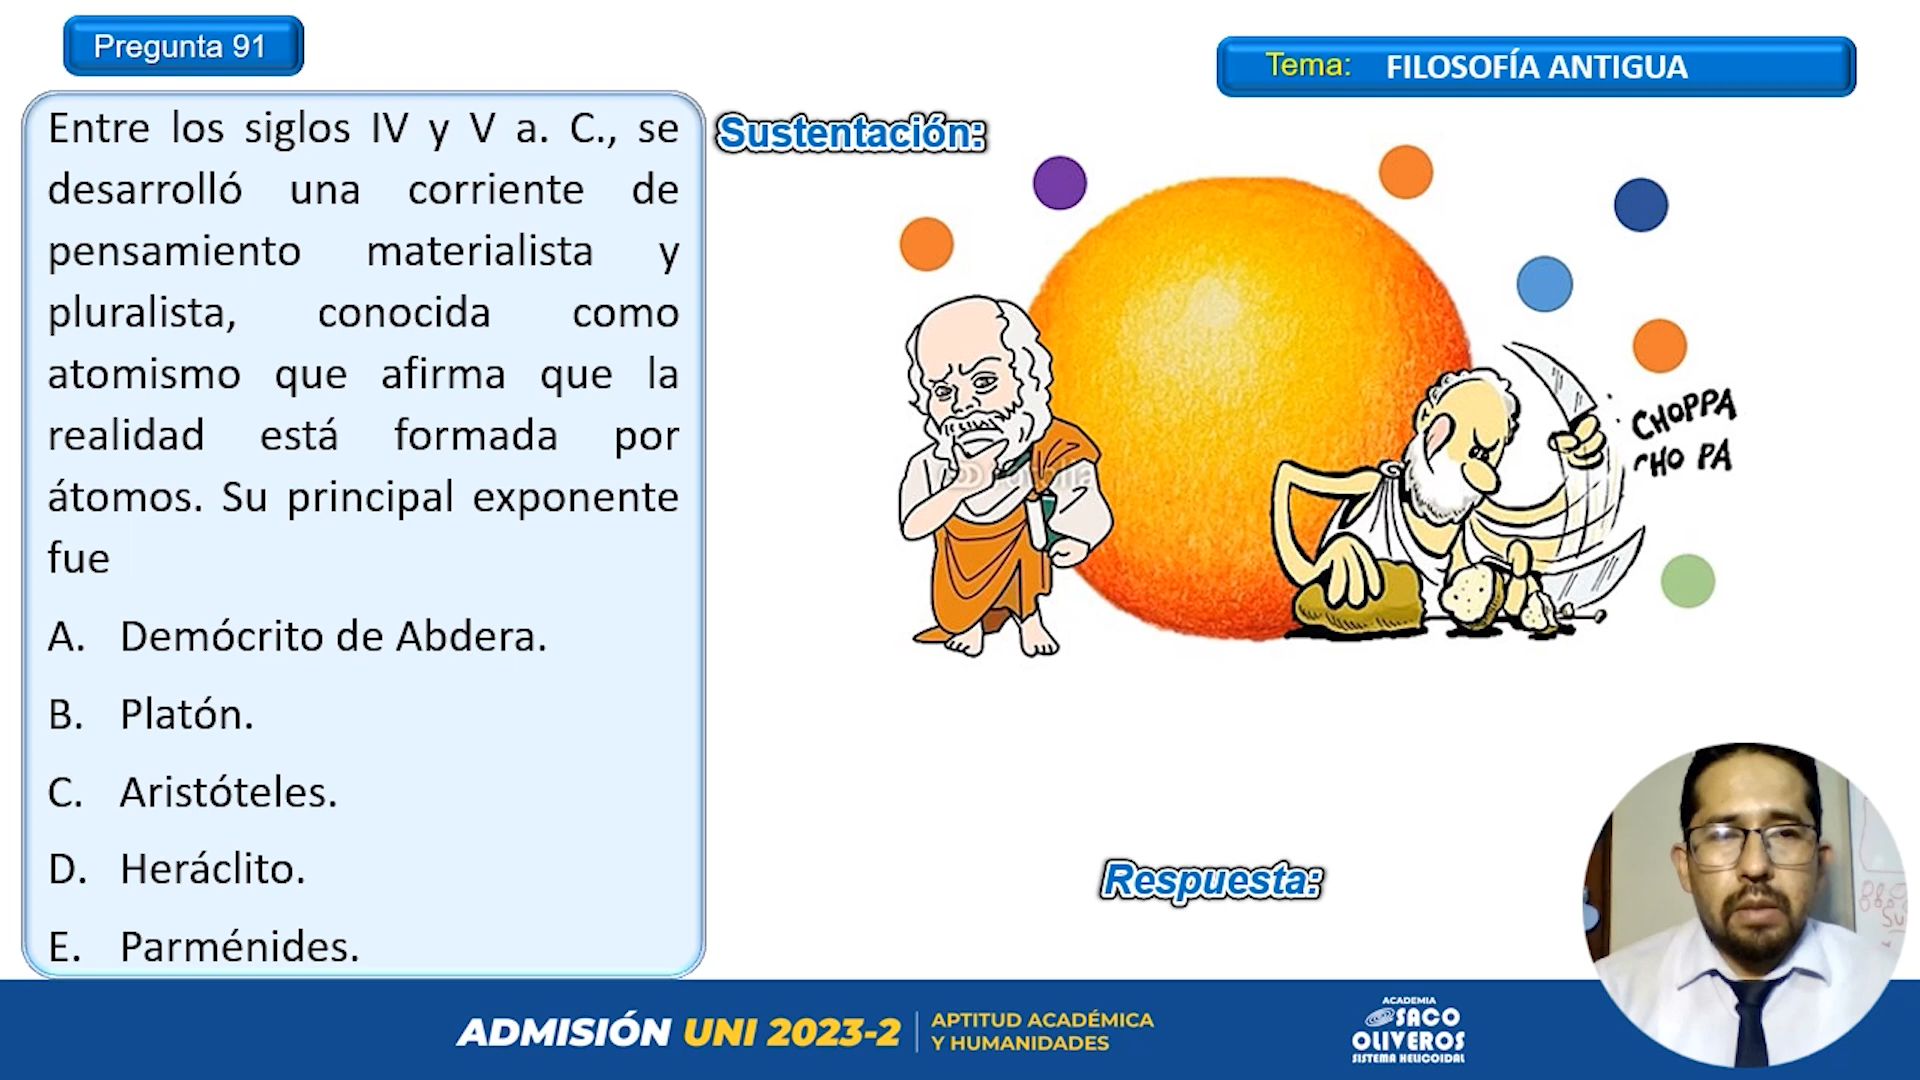 Pregunta 91
Tema: FILOSOFÍA ANTIGUA
Entre los siglos IV y V a. C., se
desarrolló una corriente de
pensamiento materialista y
pluralista, conocida como
atomismo que afirma que la
realidad está formada por
átomos. Su principal exponente
fue
A. Demócrito de Abdera.
B. Platón.
C. Aristóteles.
D. Heráclito.
E. Parménides.
Sustentación:
CHOPPA
CHO PA
Respuesta:
ADMISIÓN UNI 2023-2
APTITUD ACADÉMICA
Y HUMANIDADES
ACADEMIA
SACO
OLIVEROS
SISTEMA HELICOIDAL